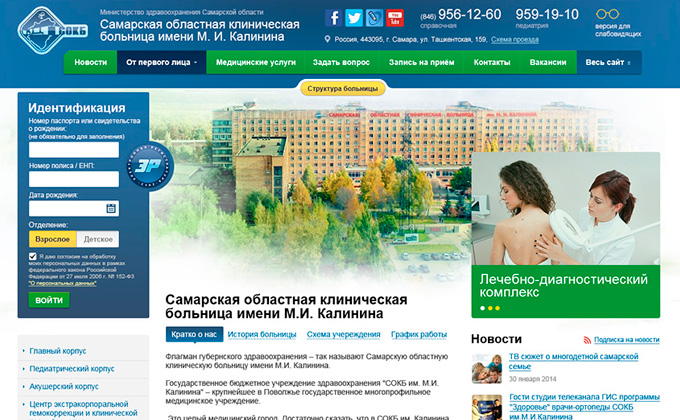 СОКБ
Министерство здравоохранения Самарской области
Самарская областная клиническая
больница имени М. И. Калинина
You Tube
(846) 956-12-60
справочная
959-19-10
педиатрия
версия для
слабовидящих
Россия, 443095, г. Самара, ул. Ташкентская, 159, Схема проезда
Новости
От первого лица
Медицинские услуги
Задать вопрос
Запись на приём
Контакты
Вакансии
Весь сайт
Структура больницы
Идентификация
Номер паспорта или свидетельства
о рождении:
(не обязательно для заполнения)
Номер полиса / ЕНП:
Дата рождения:
Отделение:
Взрослое
Детское
Я даю согласие на обработку
моих персональных данных в рамках
федерального закона Российской
Федерации от 27 июля 2006 г. № 152-ФЗ
"О персональных данных"
ВОЙТИ
ЭР
САМАРСКАЯ ОБЛАСТНАЯ КЛИНИЧЕСКАЯ БОЛЬНИЦА им. М.И. КАЛИНИНА
Лечебно-диагностический
комплекс
Самарская областная клиническая
больница имени М.И. Калинина
Кратко о нас
История больницы
Схема учреждения
График работы
Флагман губернского здравоохранения – так называют Самарскую областную
клиническую больницу имени М.И. Калинина.
Государственное бюджетное учреждение здравоохранения "СОКБ им. М.И.
Калинина" – крупнейшее в Поволжье государственное многопрофильное
медицинское учреждение.
Это целый медицинский город. Достаточно сказать, что в СОКБ им. Калинина
Главный корпус
Педиатрический корпус
Акушерский корпус
Центр экстракорпоральной
гемокоррекции и клинической
Новости
Подписка на новости
ТВ сюжет о многодетной самарской
семье
30 января 2014
Гости студии телеканала ГИС программы
"Здоровье" врачи-ортопеды СОКБ
им.М.И.Калинина